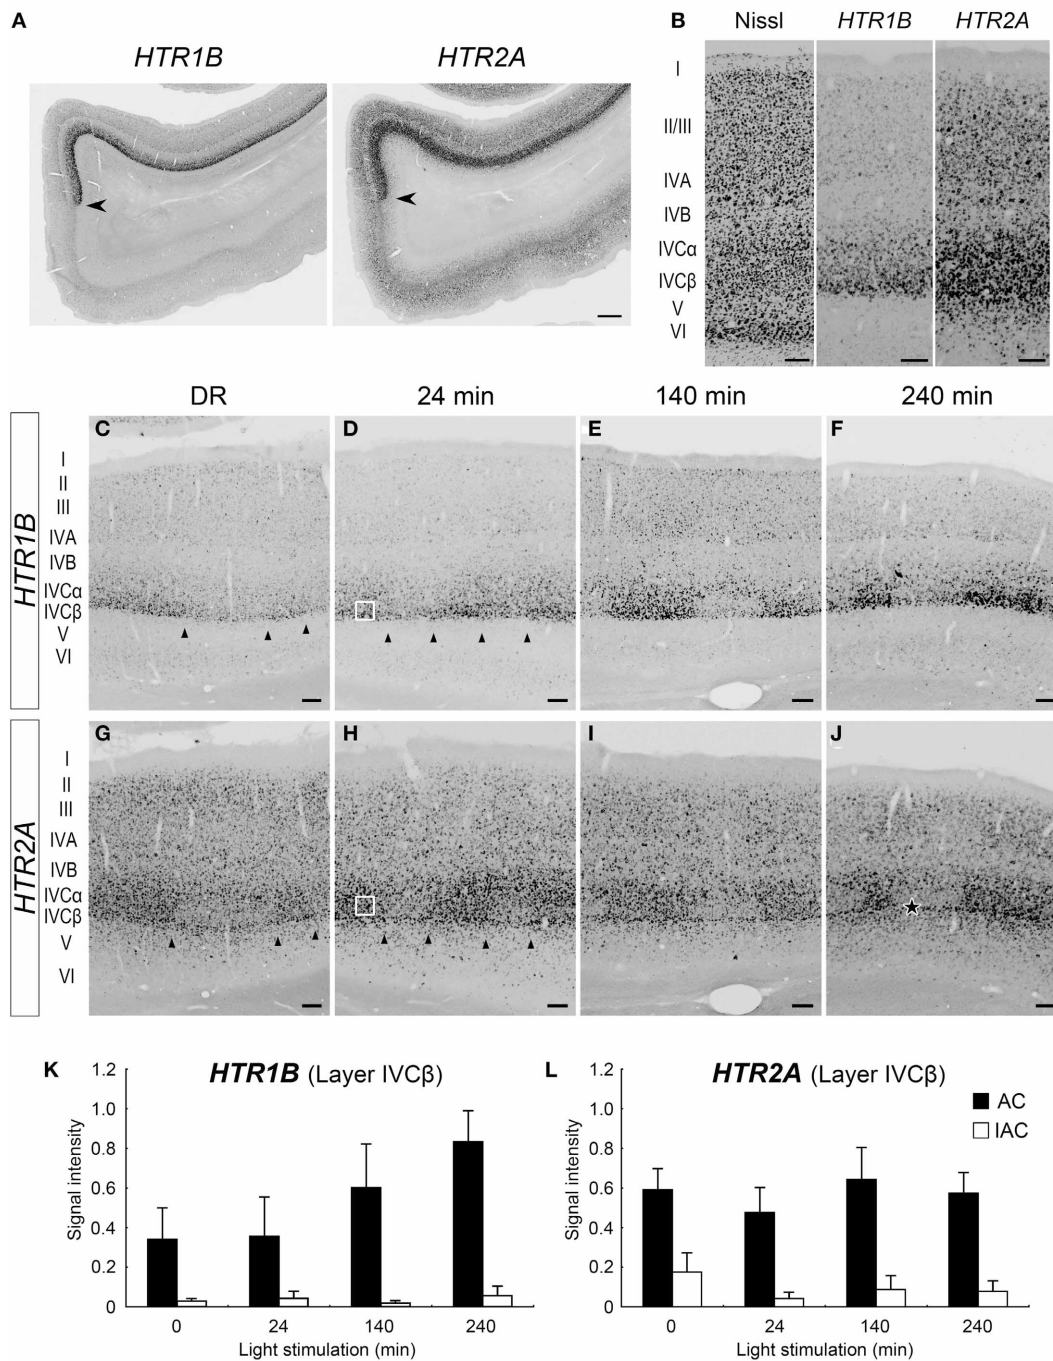 A
HTR1B
HTR2A
B
Nissl
HTR1B
HTR2A
I
II/III
IVA
IVB
IVCα
IVCβ
V
VI
DR
24 min
140 min
240 min
HTR1B
C
D
E
F
I
II
III
IVA
IVB
IVCα
IVCβ
V
VI
HTR2A
G
H
I
J
I
II
III
IVA
IVB
IVCα
IVCβ
V
VI
K
HTR1B (Layer IVCβ)
Signal intensity
1.2
1.0
0.8
0.6
0.4
0.2
0
0 24 140 240
Light stimulation (min)
L
HTR2A (Layer IVCβ)
AC
IAC
Signal intensity
1.2
1.0
0.8
0.6
0.4
0.2
0
0 24 140 240
Light stimulation (min)